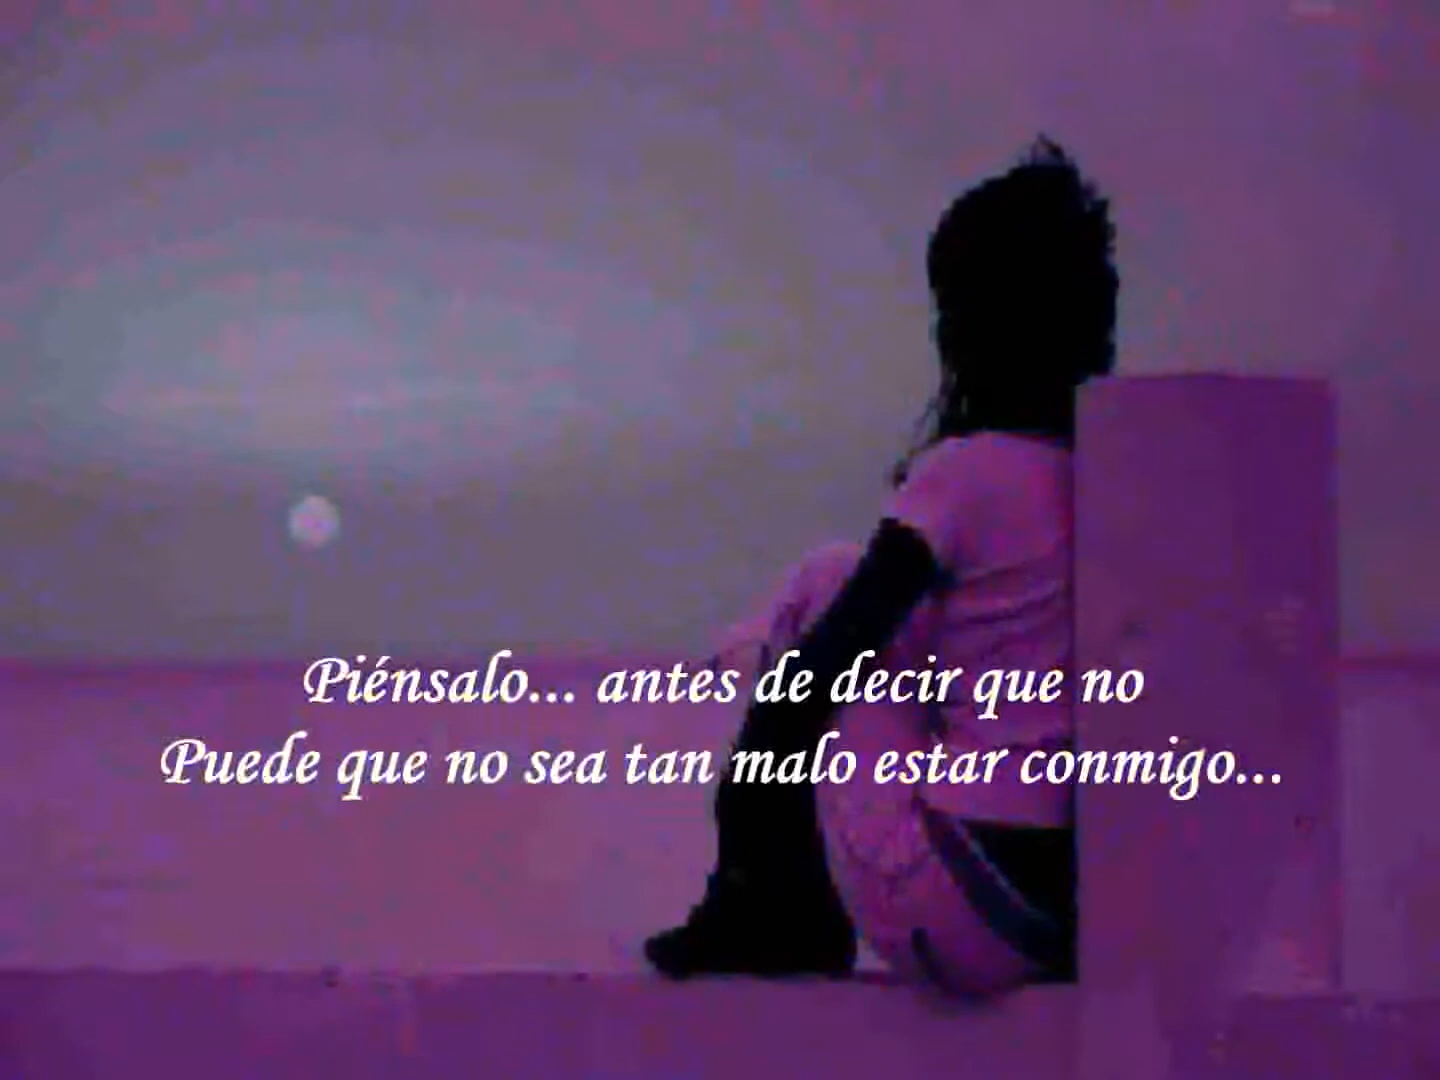 Piénsalo... antes de decir que no
Puede que no sea tan malo estar conmigo...